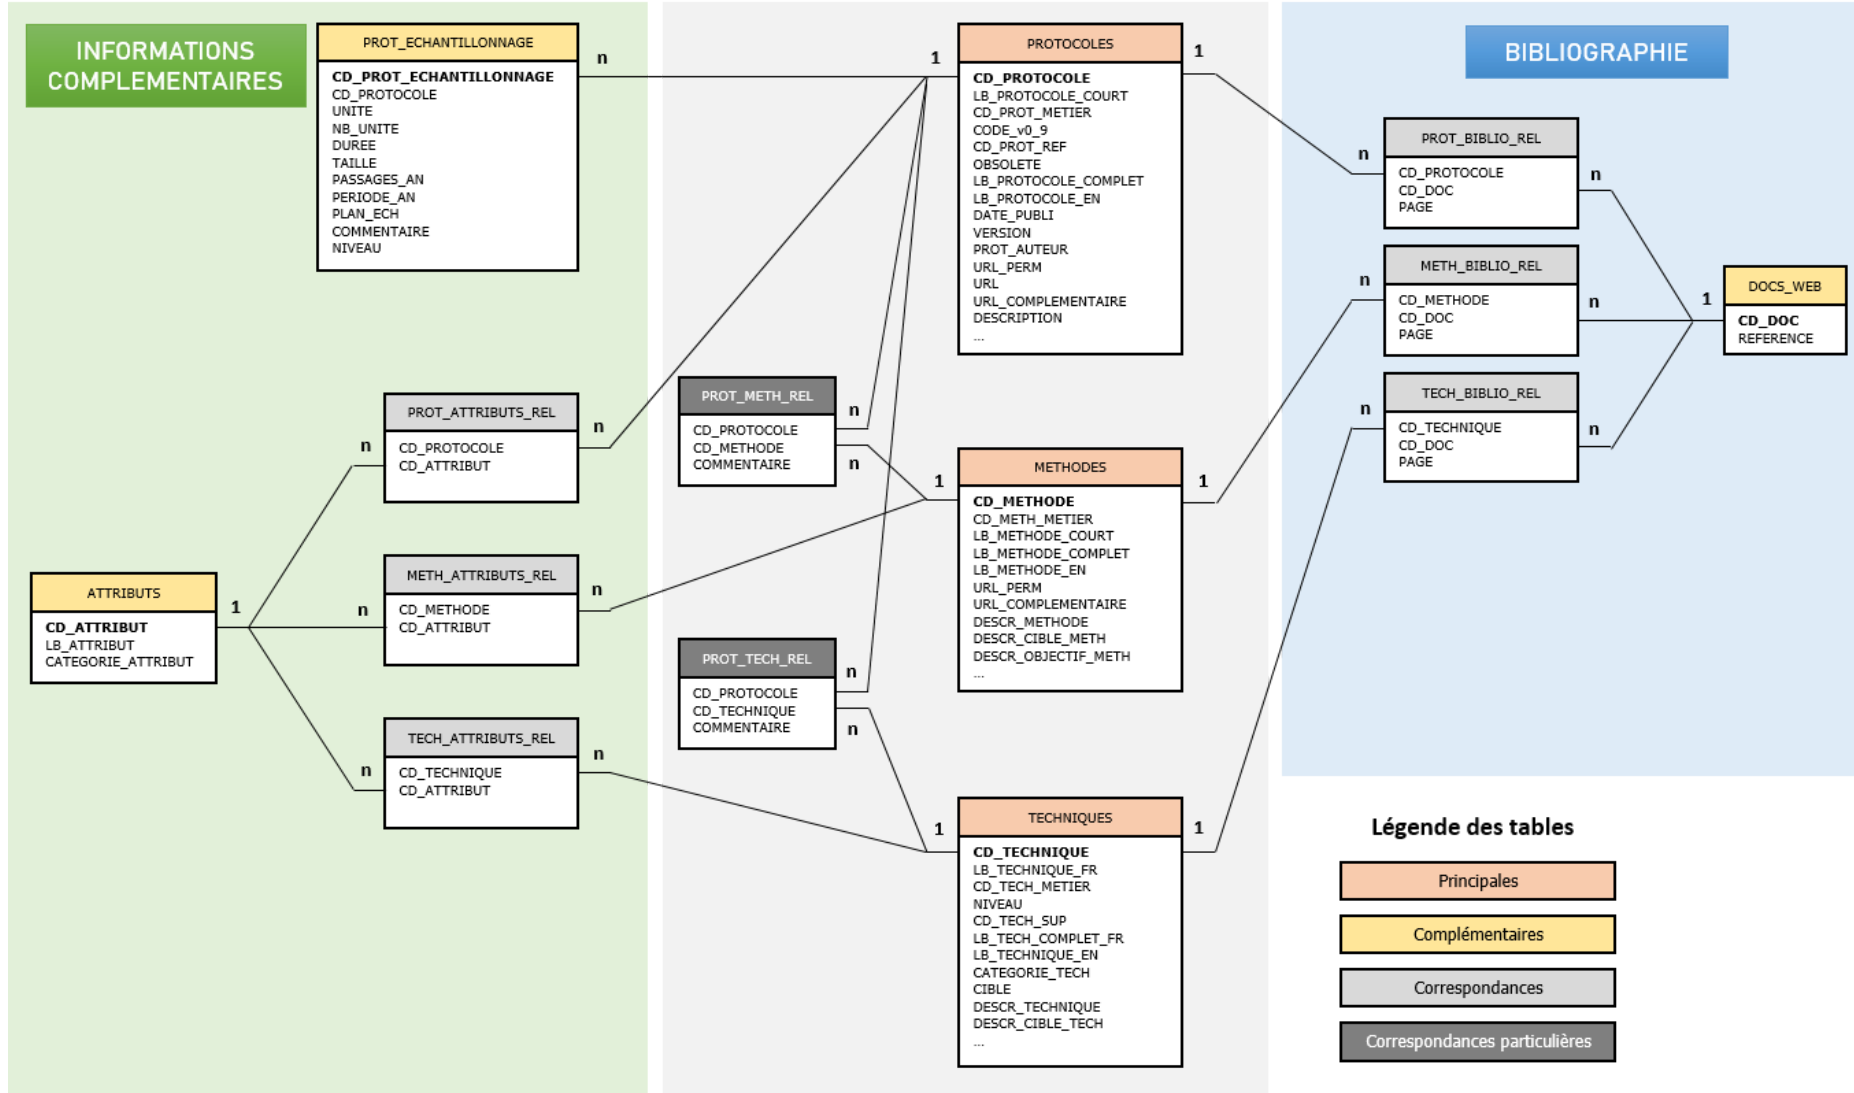 INFORMATIONS
COMPLEMENTAIRES
PROT_ECHANTILLONNAGE
CD_PROT_ECHANTILLONNAGE
CD_PROTOCOLE
UNITE
NB_UNITE
DUREE
TAILLE
PASSAGES_AN
PERIODE_AN
PLAN_ECH
COMMENTAIRE
NIVEAU
n
1
PROT_ATTRIBUTS_REL
CD_PROTOCOLE
CD_ATTRIBUT
n
n
METH_ATTRIBUTS_REL
CD_METHODE
CD_ATTRIBUT
n
n
ATTRIBUTS
CD_ATTRIBUT
LB_ATTRIBUT
CATEGORIE_ATTRIBUT
1
TECH_ATTRIBUTS_REL
CD_TECHNIQUE
CD_ATTRIBUT
n
n
PROTOCOLES
CD_PROTOCOLE
LB_PROTOCOLE_COURT
CD_PROT_METIER
CODE_v0_9
CD_PROT_REF
OBSOLETE
LB_PROTOCOLE_COMPLET
LB_PROTOCOLE_EN
DATE_PUBLI
VERSION
PROT_AUTEUR
URL_PERM
URL
URL_COMPLEMENTAIRE
DESCRIPTION
...
1
PROT_METH_REL
CD_PROTOCOLE
CD_METHODE
COMMENTAIRE
n
n
METHODES
CD_METHODE
CD_METH_METIER
LB_METHODE_COURT
LB_METHODE_COMPLET
LB_METHODE_EN
URL_PERM
URL_COMPLEMENTAIRE
DESCR_METHODE
DESCR_CIBLE_METH
DESCR_OBJECTIF_METH
...
1
1
PROT_TECH_REL
CD_PROTOCOLE
CD_TECHNIQUE
COMMENTAIRE
n
n
TECHNIQUES
CD_TECHNIQUE
LB_TECHNIQUE_FR
CD_TECH_METIER
NIVEAU
CD_TECH_SUP
LB_TECH_COMPLET_FR
LB_TECHNIQUE_EN
CATEGORIE_TECH
CIBLE
DESCR_TECHNIQUE
DESCR_CIBLE_TECH
...
1
1
BIBLIOGRAPHIE
PROT_BIBLIO_REL
CD_PROTOCOLE
CD_DOC
PAGE
n
n
METH_BIBLIO_REL
CD_METHODE
CD_DOC
PAGE
n
n
TECH_BIBLIO_REL
CD_TECHNIQUE
CD_DOC
PAGE
n
n
DOCS_WEB
CD_DOC
REFERENCE
1
Légende des tables
Principales
Complémentaires
Correspondances
Correspondances particulières